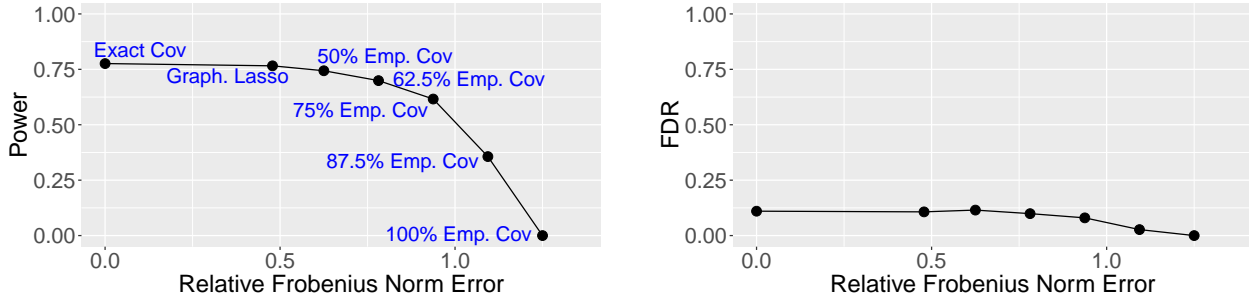 1.00
0.75
0.50
0.25
0.00
Power
Exact Cov
Graph. Lasso
50% Emp. Cov
62.5% Emp. Cov
75% Emp. Cov
87.5% Emp. Cov
100% Emp. Cov
0.0 0.5 1.0
Relative Frobenius Norm Error
1.00
0.75
0.50
0.25
0.00
FDR
0.0 0.5 1.0
Relative Frobenius Norm Error